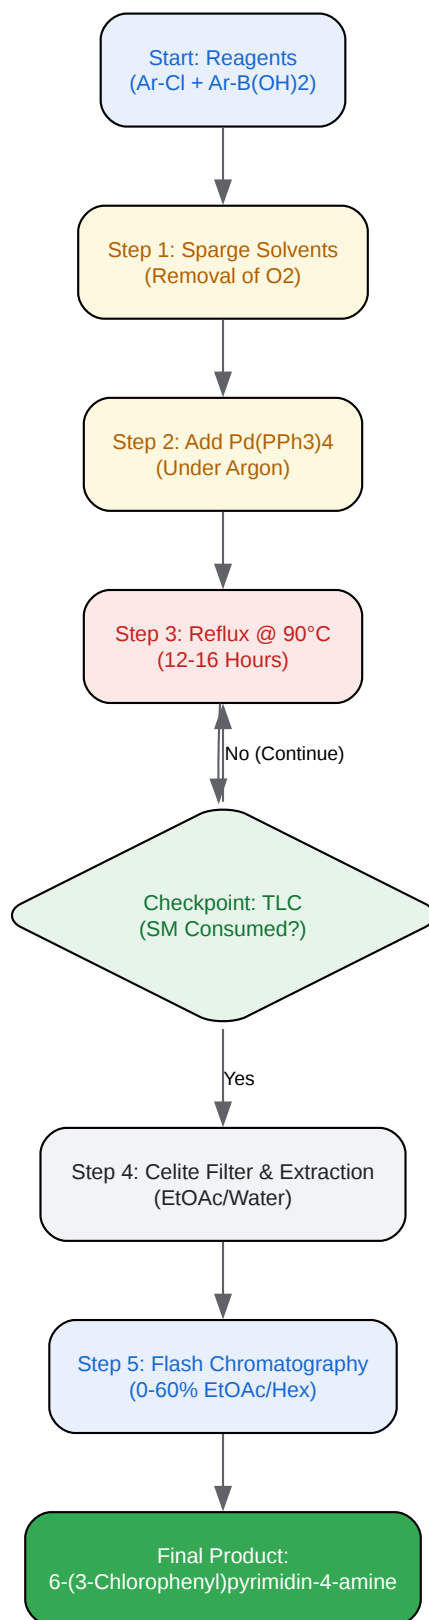 Start: Reagents
(Ar-Cl + Ar-B(OH)2)
Step 1: Sparge Solvents
(Removal of O2)
Step 2: Add Pd(PPh3)4
(Under Argon)
Step 3: Reflux @ 90°C
(12-16 Hours)
No (Continue)
Checkpoint: TLC
(SM Consumed?)
Yes
Step 4: Celite Filter & Extraction
(EtOAc/Water)
Step 5: Flash Chromatography
(0-60% EtOAc/Hex)
Final Product:
6-(3-Chlorophenyl)pyrimidin-4-amine